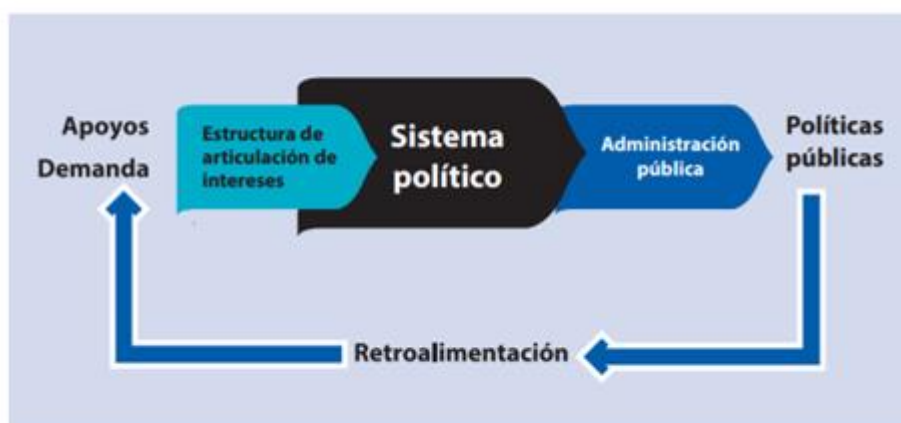 Apoyos
Demanda
Estructura de
articulación de
intereses
Sistema
político
Administración
pública
Políticas
públicas
Retroalimentación